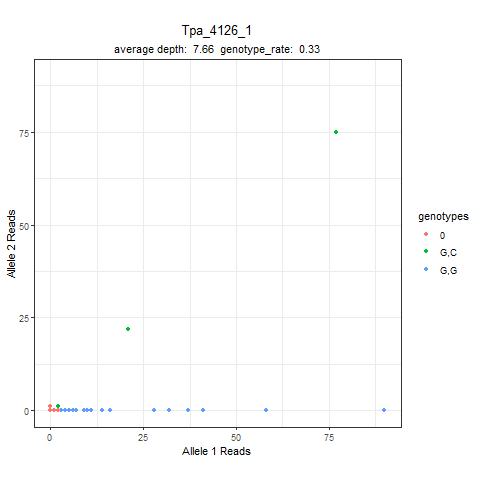 Tpa_4126_1
average depth:  7.66  genotype_rate:  0.33
75
50
25
0
Allele 2 Reads
0
25
50
75
Allele 1 Reads
genotypes
0
G,C
G,G